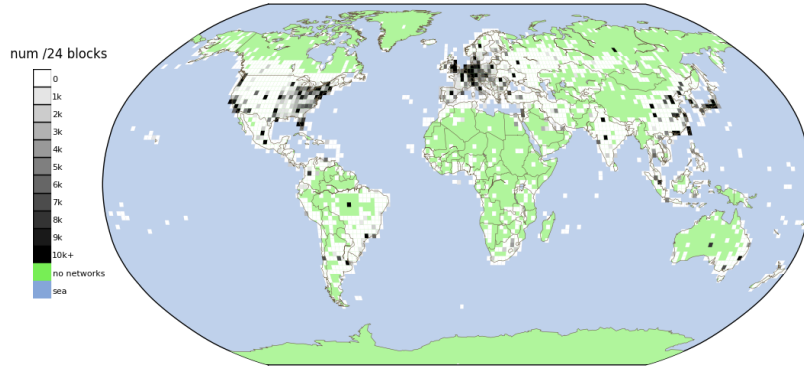 num /24 blocks
0
1k
2k
3k
4k
5k
6k
7k
8k
9k
10k+
no networks
sea